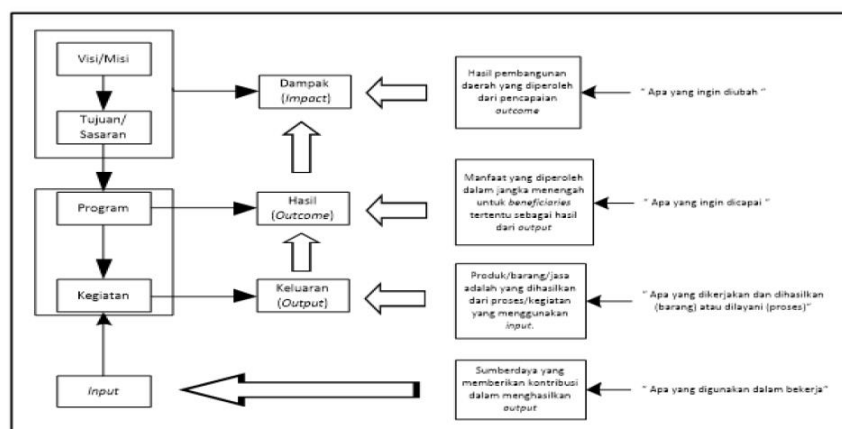 Visi/Misi
Tujuan/
Sasaran
Dampak
(Impact)
Hasil pembangunan
daerah yang diperoleh
dari pencapaian
outcome
" Apa yang ingin diubah "
Program
Hasil
(Outcome)
Manfaat yang diperoleh
dalam jangka menengah
untuk beneficiaries
tertentu sebagai hasil
dari output
" Apa yang ingin dicapai "
Kegiatan
Keluaran
(Output)
Produk/barang/jasa
adalah yang dihasilkan
dari proses/kegiatan
yang menggunakan
input.
" Apa yang dikerjakan dan dihasilkan
(barang) atau dilayani (proses)"
Input
Sumberdaya yang
memberikan kontribusi
dalam menghasilkan
output
" Apa yang digunakan dalam bekerja"